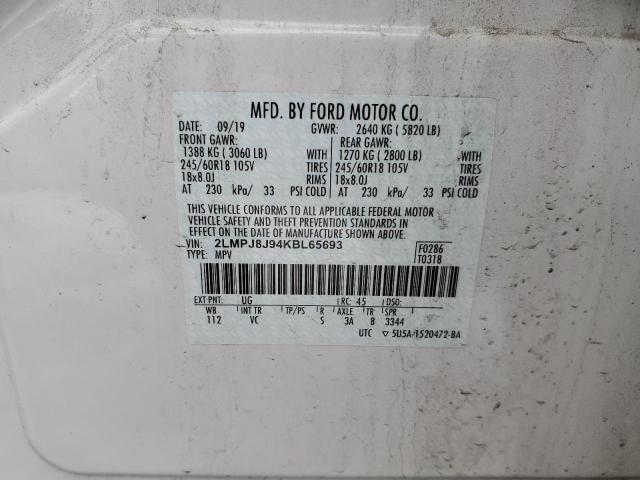 MFD. BY FORD MOTOR CO.
DATE: 09/19 GVWR: 2640 KG ( 5820 LB)
FRONT GAWR: REAR GAWR:
1388 KG ( 3060 LB) WITH 1270 KG ( 2800 LB) WITH
245/60R18 105V TIRES 245/60R18 105V TIRES
18x8.0J RIMS 18x8.0J RIMS
AT 230 kPa/ 33 PSI COLD AT 230 kPa/ 33 PSI COLD
THIS VEHICLE CONFORMS TO ALL APPLICABLE FEDERAL MOTOR
VEHICLE SAFETY AND THEFT PREVENTION STANDARDS IN
EFFECT ON THE DATE OF MANUFACTURE SHOWN ABOVE.
VIN: 2LMPJ8J94KBL65693 F0286
TYPE: MPV T0318
EXT PNT: UG RC: 45 DSO:
WB INT TR TP/PS R AXLE TR SPR
112 VC S 3A 8 3344
UTC ▽ 5U5A-1520472-BA